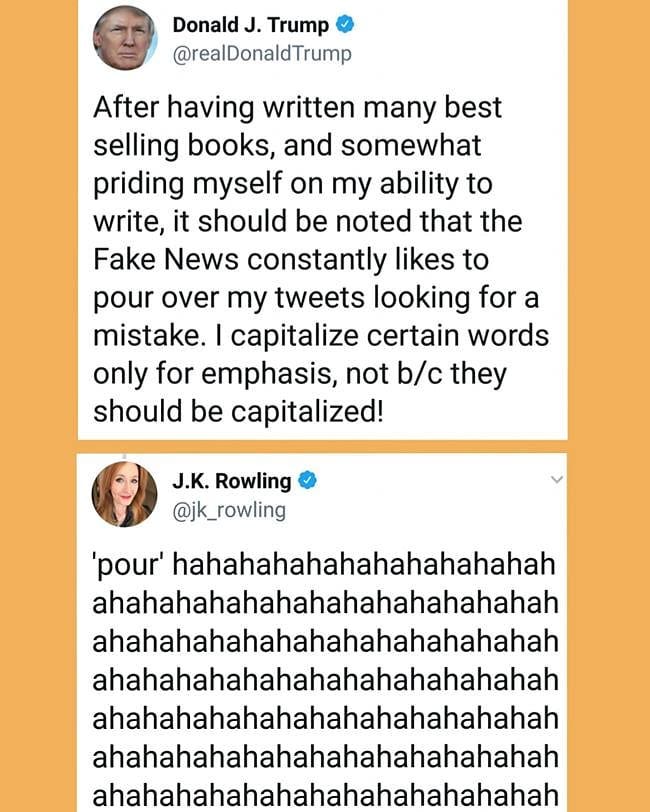 Donald J. Trump
@realDonaldTrump
After having written many best
selling books, and somewhat
priding myself on my ability to
write, it should be noted that the
Fake News constantly likes to
pour over my tweets looking for a
mistake. I capitalize certain words
only for emphasis, not b/c they
should be capitalized!
J.K. Rowling
@jk_rowling
'pour' hahahahahahahahahahahah
ahahahahahahahahahahahahahah
ahahahahahahahahahahahahahah
ahahahahahahahahahahahahahah
ahahahahahahahahahahahahahah
ahahahahahahahahahahahahahah
ahahahahahahahahahahahahahah